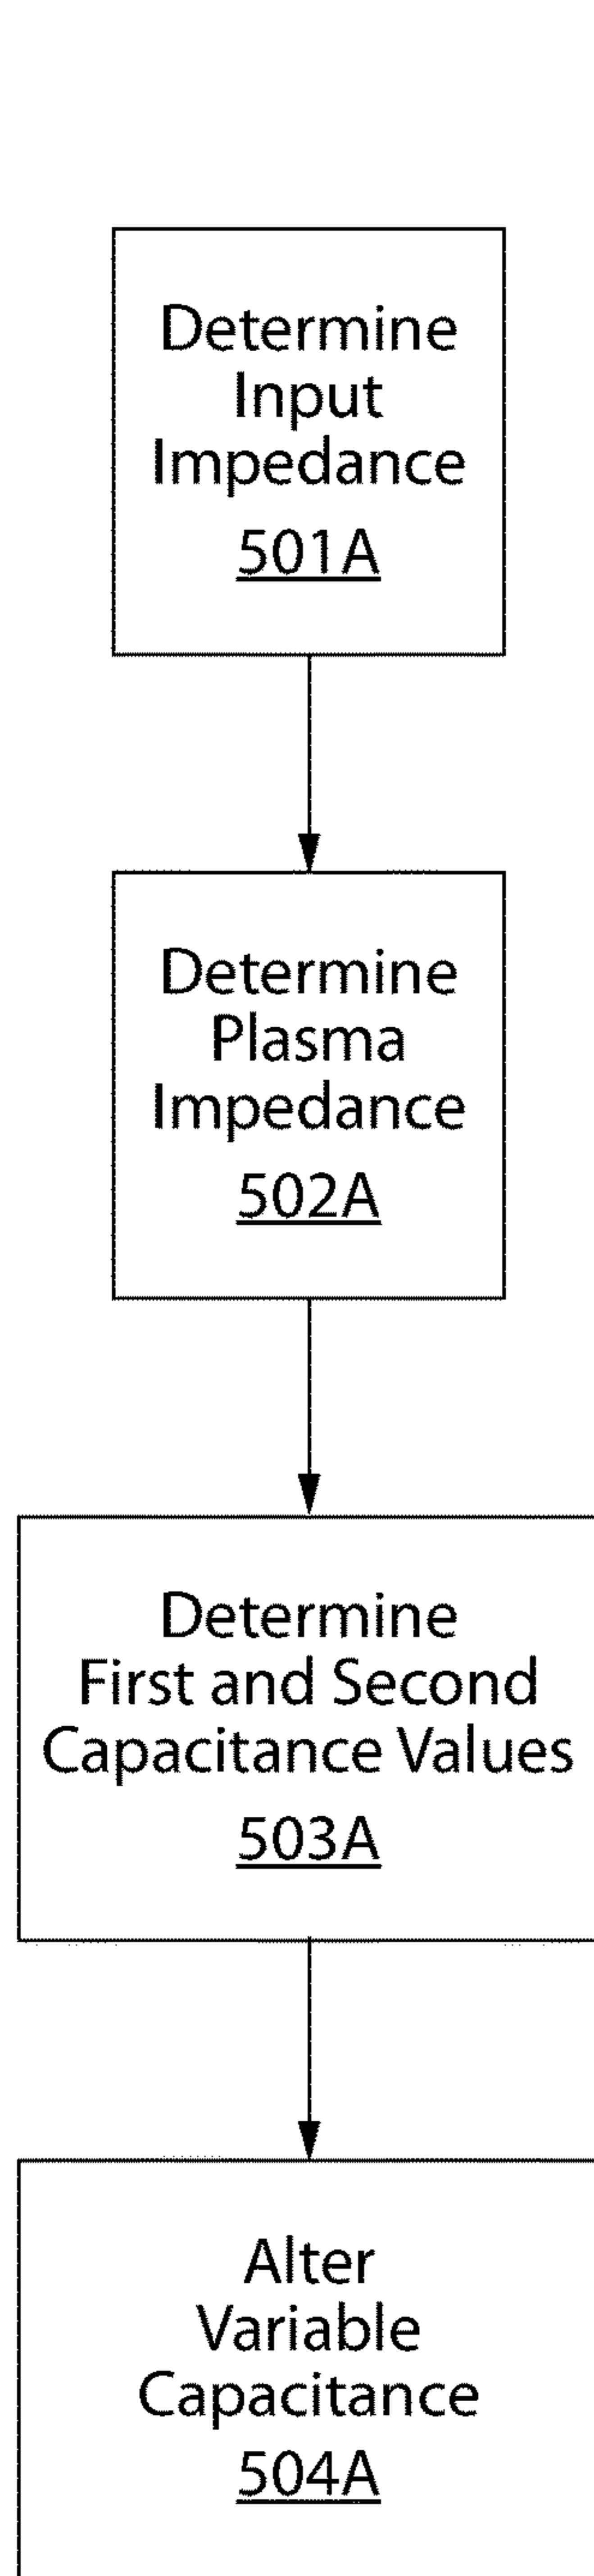 Determine
Input
Impedance
501A
Determine
Plasma
Impedance
502A
Determine
First and Second
Capacitance Values
503A
Alter
Variable
Capacitance
504A